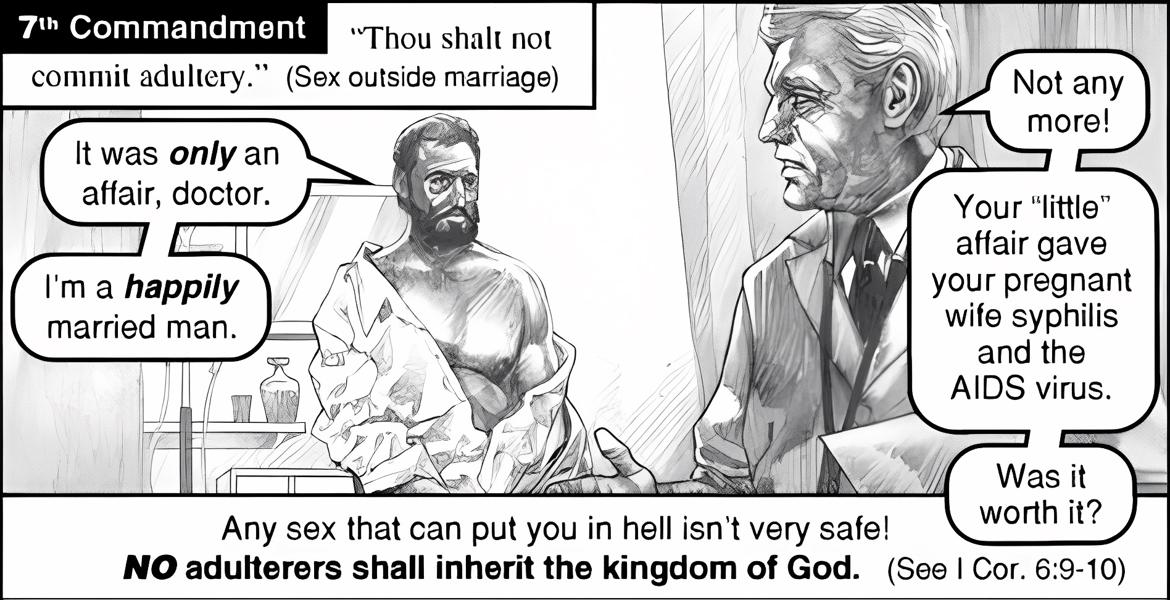 7th Commandment
"Thou shalt not
commit adultery." (Sex outside marriage)
It was only an
affair, doctor.
I'm a happily
married man.
Not any
more!
Your "little"
affair gave
your pregnant
wife syphilis
and the
AIDS virus.
Was it
worth it?
Any sex that can put you in hell isn't very safe!
NO adulterers shall inherit the kingdom of God. (See I Cor. 6:9-10)